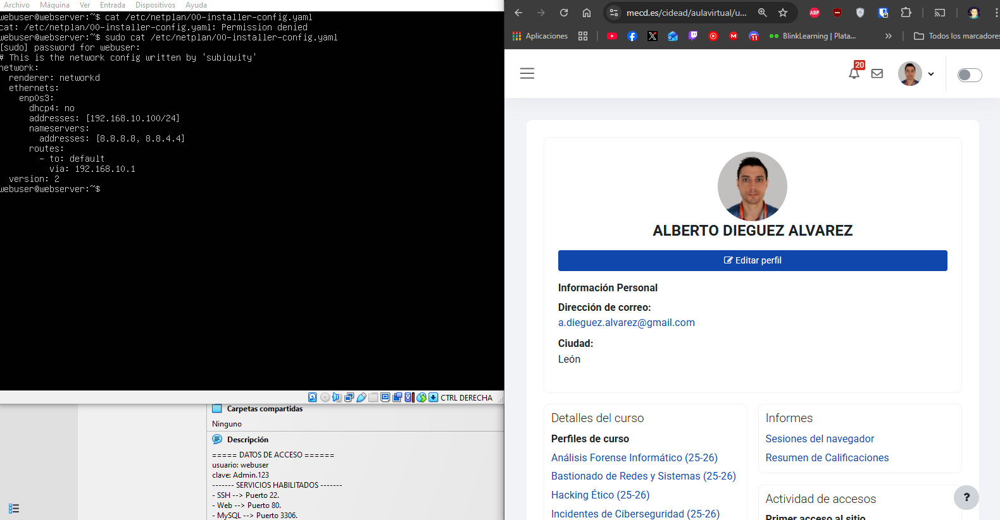 Archivo Máquina Ver Entrada Dispositivos Ayuda
webuser@webserver:~$ cat /etc/netplan/00-installer-config.yaml
cat: /etc/netplan/00-installer-config.yaml: Permission denied
webuser@webserver:~$ sudo cat /etc/netplan/00-installer-config.yaml
[sudo] password for webuser:
# This is the network config written by 'subiquity'
network:
  renderer: networkd
  ethernets:
    enp0s3:
      dhcp4: no
      addresses: [192.168.10.100/24]
      nameservers:
        addresses: [8.8.8.8, 8.8.4.4]
      routes:
        - to: default
          via: 192.168.10.1
  version: 2
webuser@webserver:~$
CTRL DERECHA
Carpetas compartidas
Ninguno
Descripción
===== DATOS DE ACCESO ======
usuario: webuser
clave: Admin.123
------- SERVICIOS HABILITADOS -------
- SSH --> Puerto 22.
- Web --> Puerto 80.
- MySQL --> Puerto 3306.
mecd.es/cidead/aulavirtual/u...
ABP
Aplicaciones
11
BlinkLearning | Plata...
»
Todos los marcadores
20
ALBERTO DIEGUEZ ALVAREZ
Editar perfil
Información Personal
Dirección de correo:
a.dieguez.alvarez@gmail.com
Ciudad:
León
Detalles del curso
Perfiles de curso
Análisis Forense Informático (25-26)
Bastionado de Redes y Sistemas (25-26)
Hacking Ético (25-26)
Incidentes de Ciberseguridad (25-26)
Informes
Sesiones del navegador
Resumen de Calificaciones
Actividad de accesos
Primer acceso al sitio
?